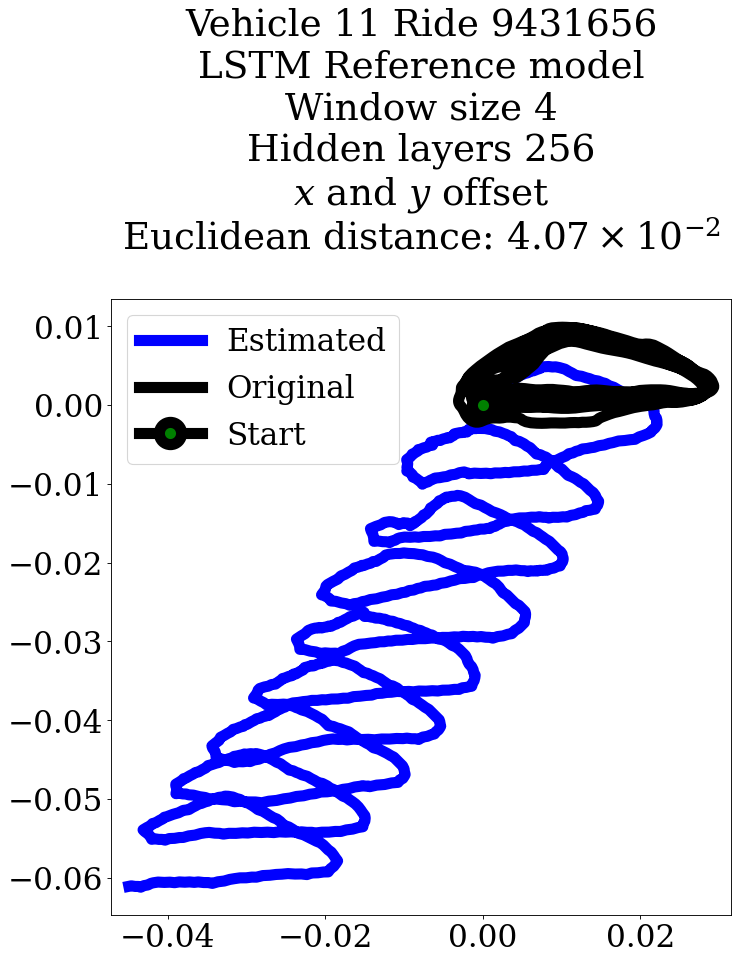 Vehicle 11 Ride 9431656
LSTM Reference model
Window size 4
Hidden layers 256
x and y offset
Euclidean distance: 4.07 × 10⁻²
Estimated
Original
Start
0.01
0.00
−0.01
−0.02
−0.03
−0.04
−0.05
−0.06
−0.04
−0.02
0.00
0.02